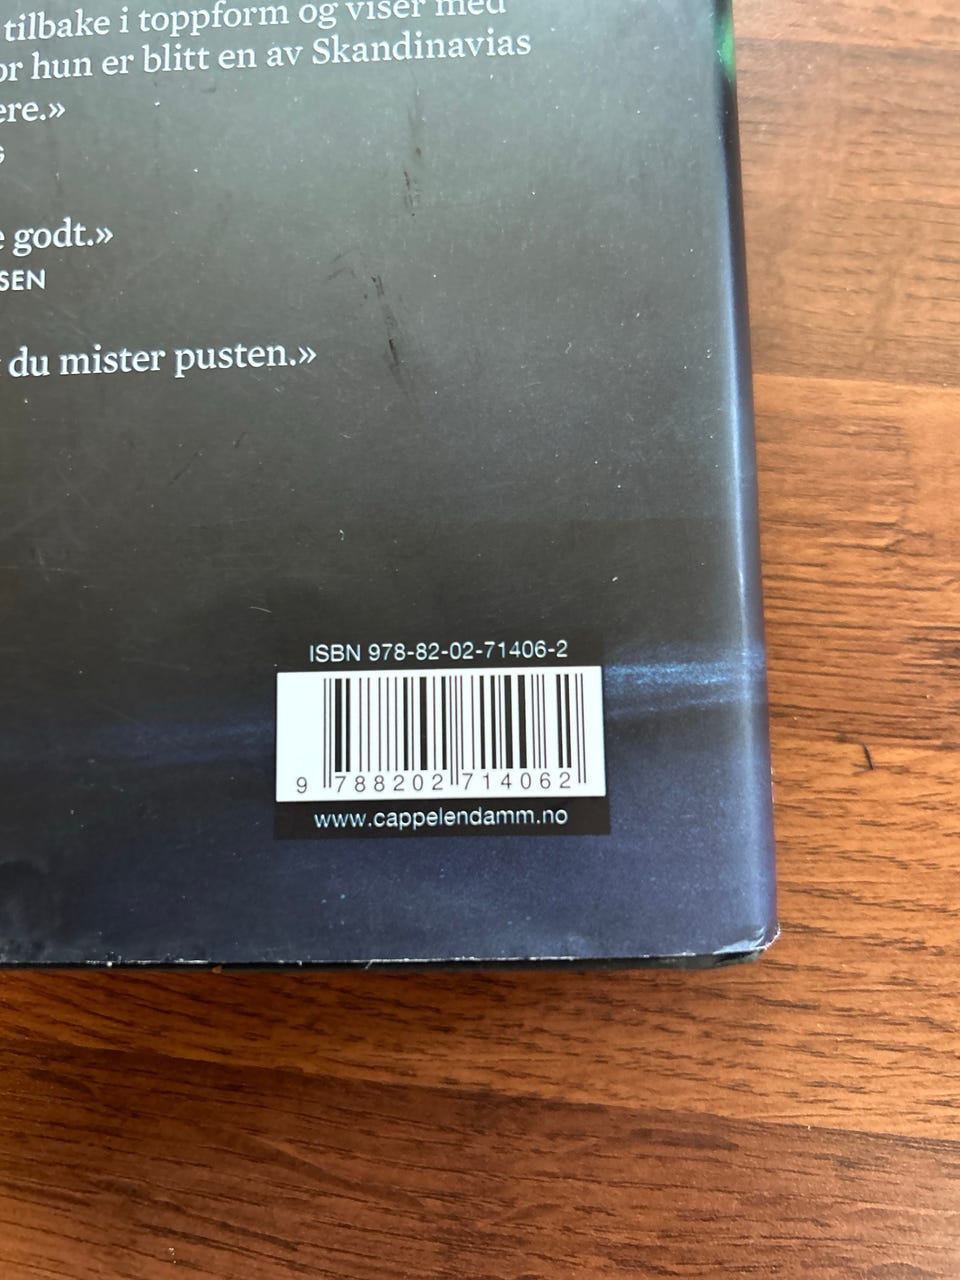 tilbake i toppform og viser med
hun er blitt en av Skandinavias
godt.»
du mister pusten.»
ISBN 978-82-02-71406-2
9 788202 714062
www.cappelendamm.no